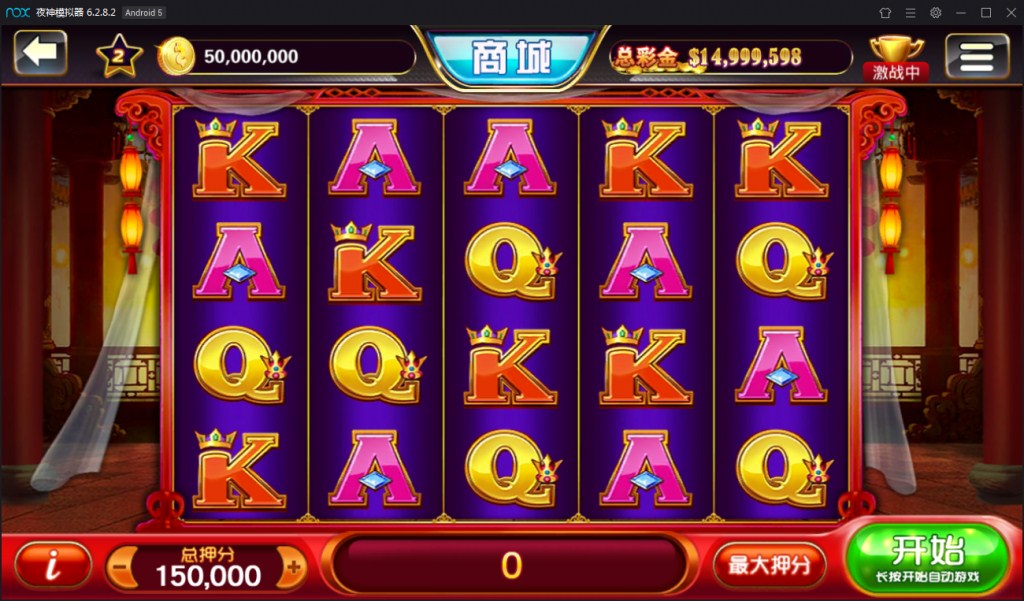 nox 夜神模拟器 6.2.8.2 Android 5
2
50,000,000
商城
总彩金 $14,999,598
激战中
K A A K K
A K Q A Q
Q Q K K A
K A Q A Q
i
总押分
- 150,000 +
0
最大押分
开始
长按开始自动游戏